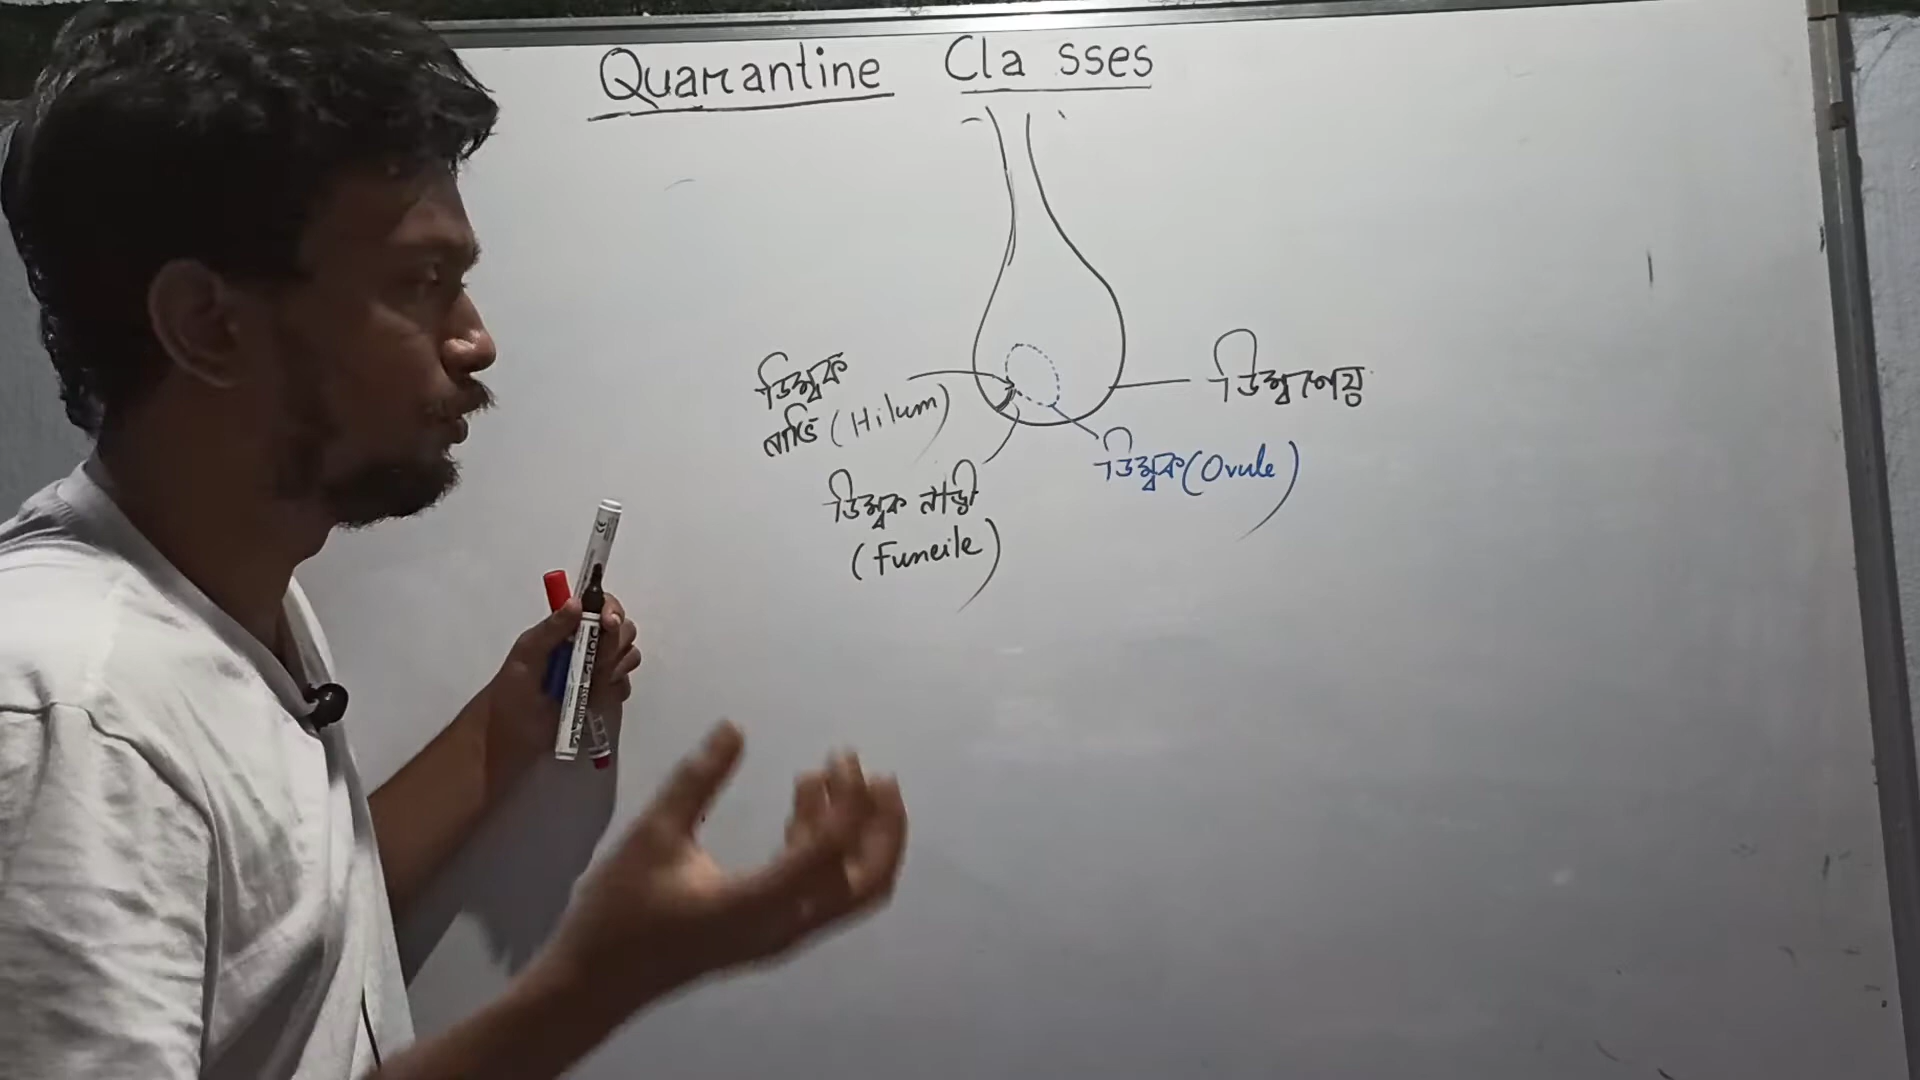 Quarantine Classes
ডিম্বক
নাভি (Hilum)
ডিম্বাশয়
ডিম্বক (Ovule)
ডিম্বক নাড়ী
(Funcile)